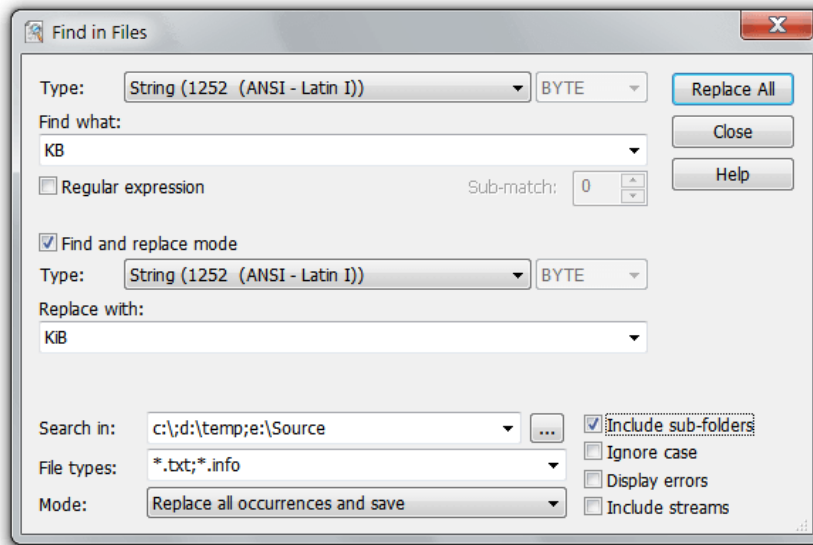 Find in Files
Type: String (1252 (ANSI - Latin I)) BYTE Replace All
Find what: Close
KB
Regular expression Sub-match: 0 Help
Find and replace mode
Type: String (1252 (ANSI - Latin I)) BYTE
Replace with:
KiB
Search in: c:\;d:\temp;e:\Source ... Include sub-folders
Ignore case
File types: *.txt;*.info
Display errors
Mode: Replace all occurrences and save Include streams